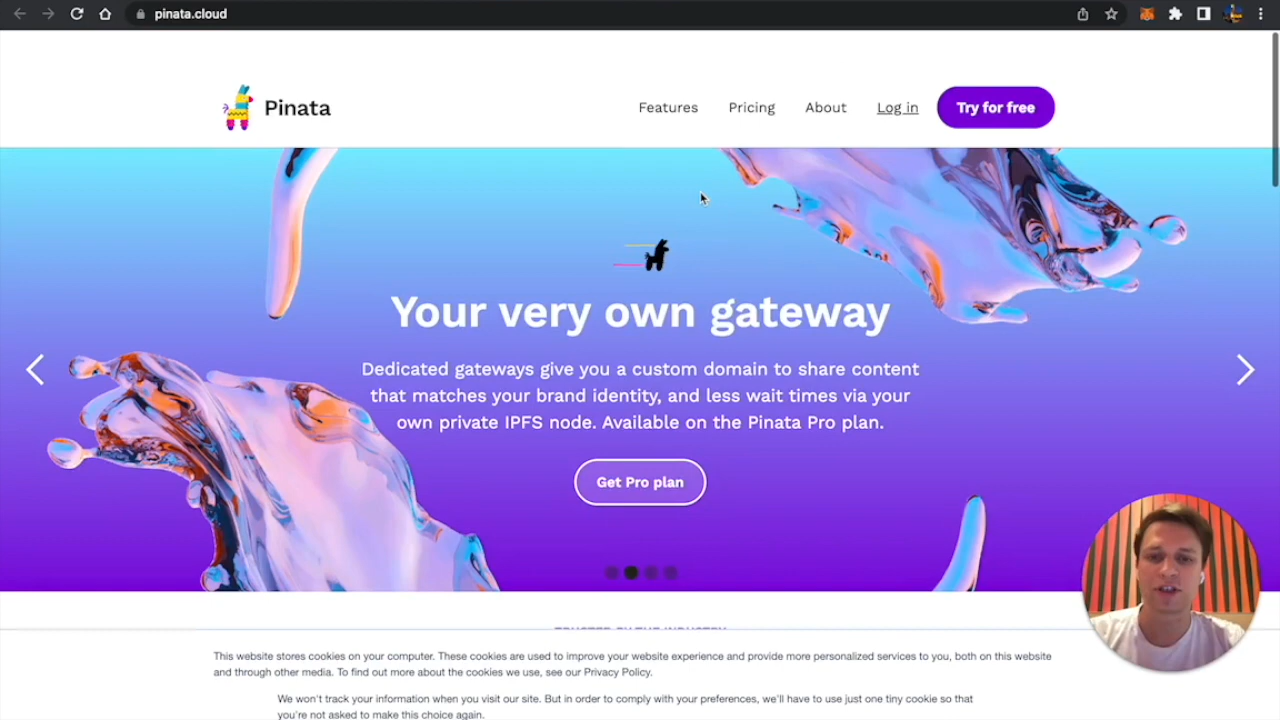 pinata.cloud
Pinata
Features
Pricing
About
Log in
Try for free
Your very own gateway
Dedicated gateways give you a custom domain to share content
that matches your brand identity, and less wait times via your
own private IPFS node. Available on the Pinata Pro plan.
Get Pro plan
This website stores cookies on your computer. These cookies are used to improve your website experience and provide more personalized services to you, both on this website
and through other media. To find out more about the cookies we use, see our Privacy Policy.
We won't track your information when you visit our site. But in order to comply with your preferences, we'll have to use just one tiny cookie so that
you're not asked to make this choice again.